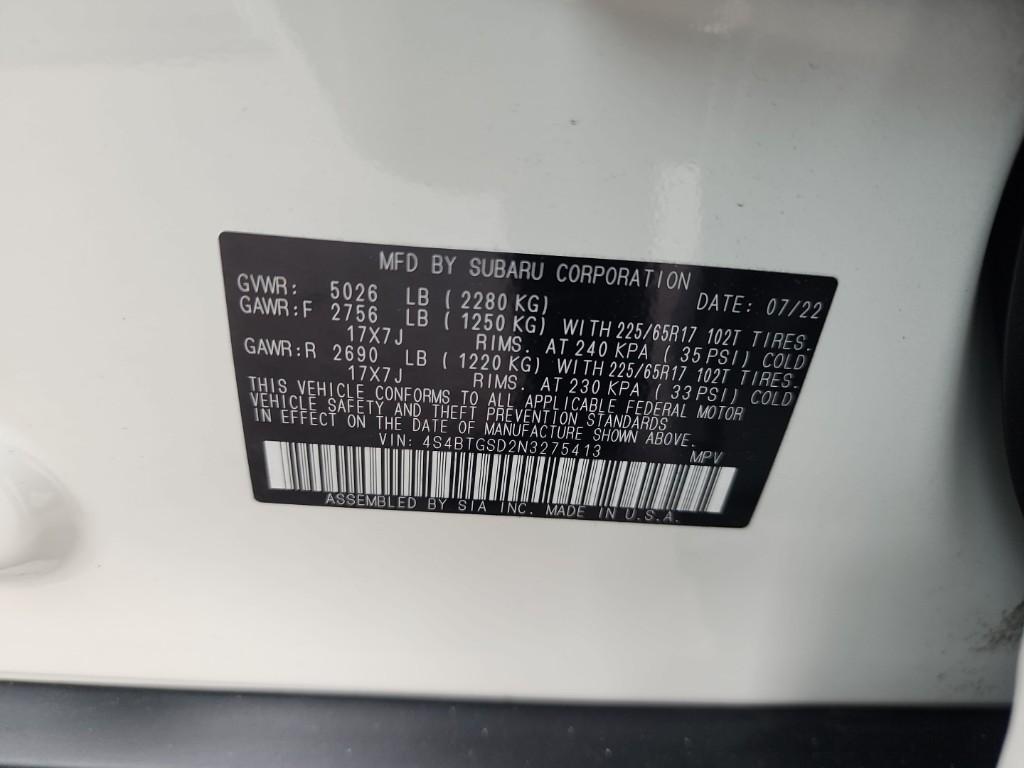 MFD BY SUBARU CORPORATION
GVWR: 5026 LB ( 2280 KG) DATE: 07/22
GAWR:F 2756 LB ( 1250 KG) WITH 225/65R17 102T TIRES.
17X7J RIMS. AT 240 KPA ( 35 PSI) COLD
GAWR:R 2690 LB ( 1220 KG) WITH 225/65R17 102T TIRES.
17X7J RIMS. AT 230 KPA ( 33 PSI) COLD
THIS VEHICLE CONFORMS TO ALL APPLICABLE FEDERAL MOTOR
VEHICLE SAFETY AND THEFT PREVENTION STANDARDS
IN EFFECT ON THE DATE OF MANUFACTURE SHOWN ABOVE.
VIN: 4S4BTGSD2N3275413 MPV
ASSEMBLED BY SIA INC. MADE IN U.S.A.